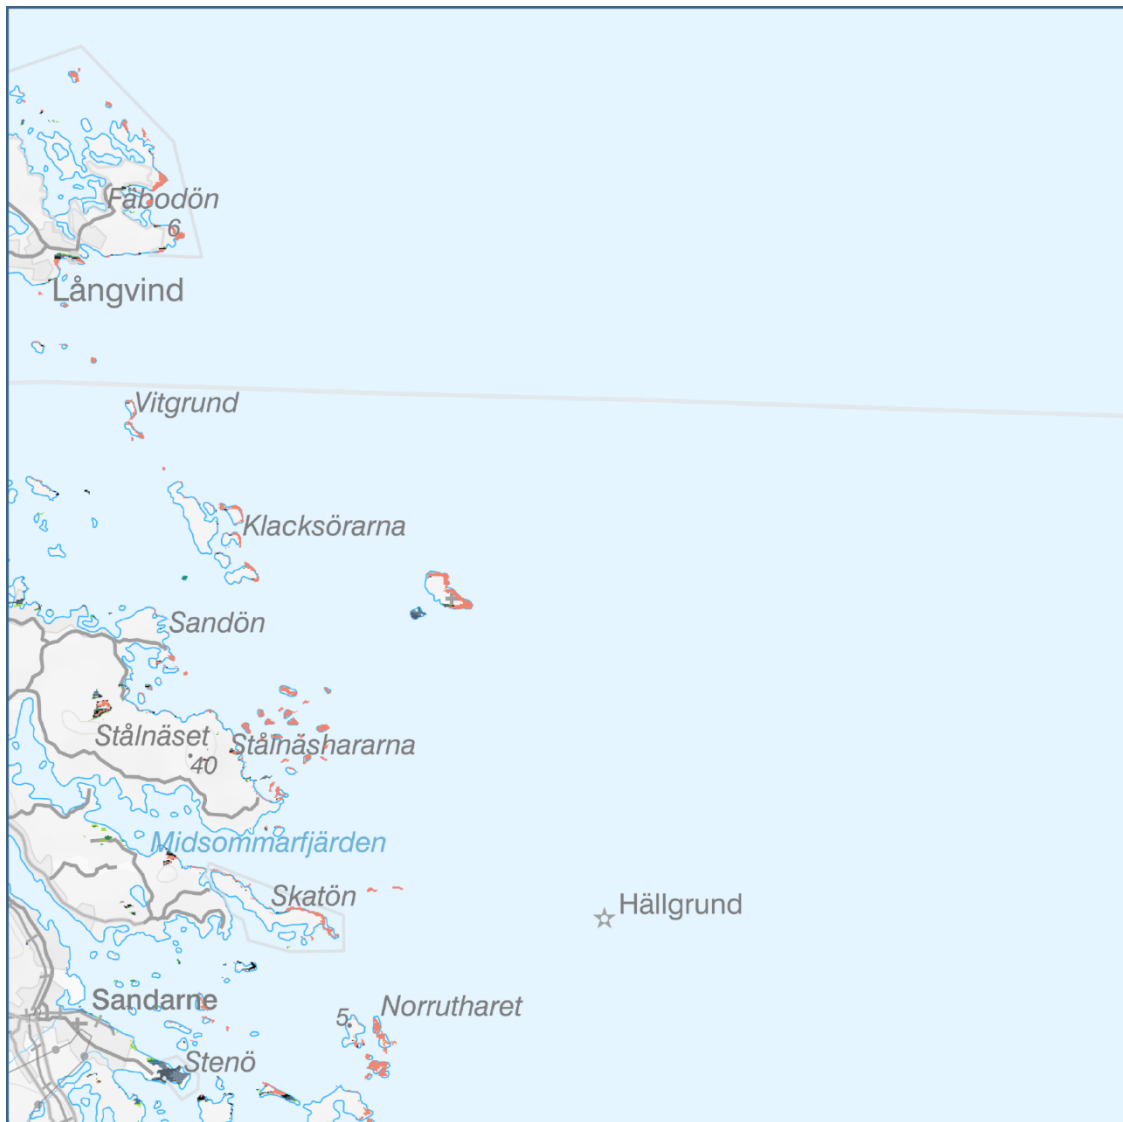 Fäbodön
6
Långvind
Vitgrund
Klacksörarna
Sandön
Stålnäset
Stålnäshararna
40
Midsommarfjärden
Skatön
Hällgrund
Sandarne
Norrutharet
5
Stenö